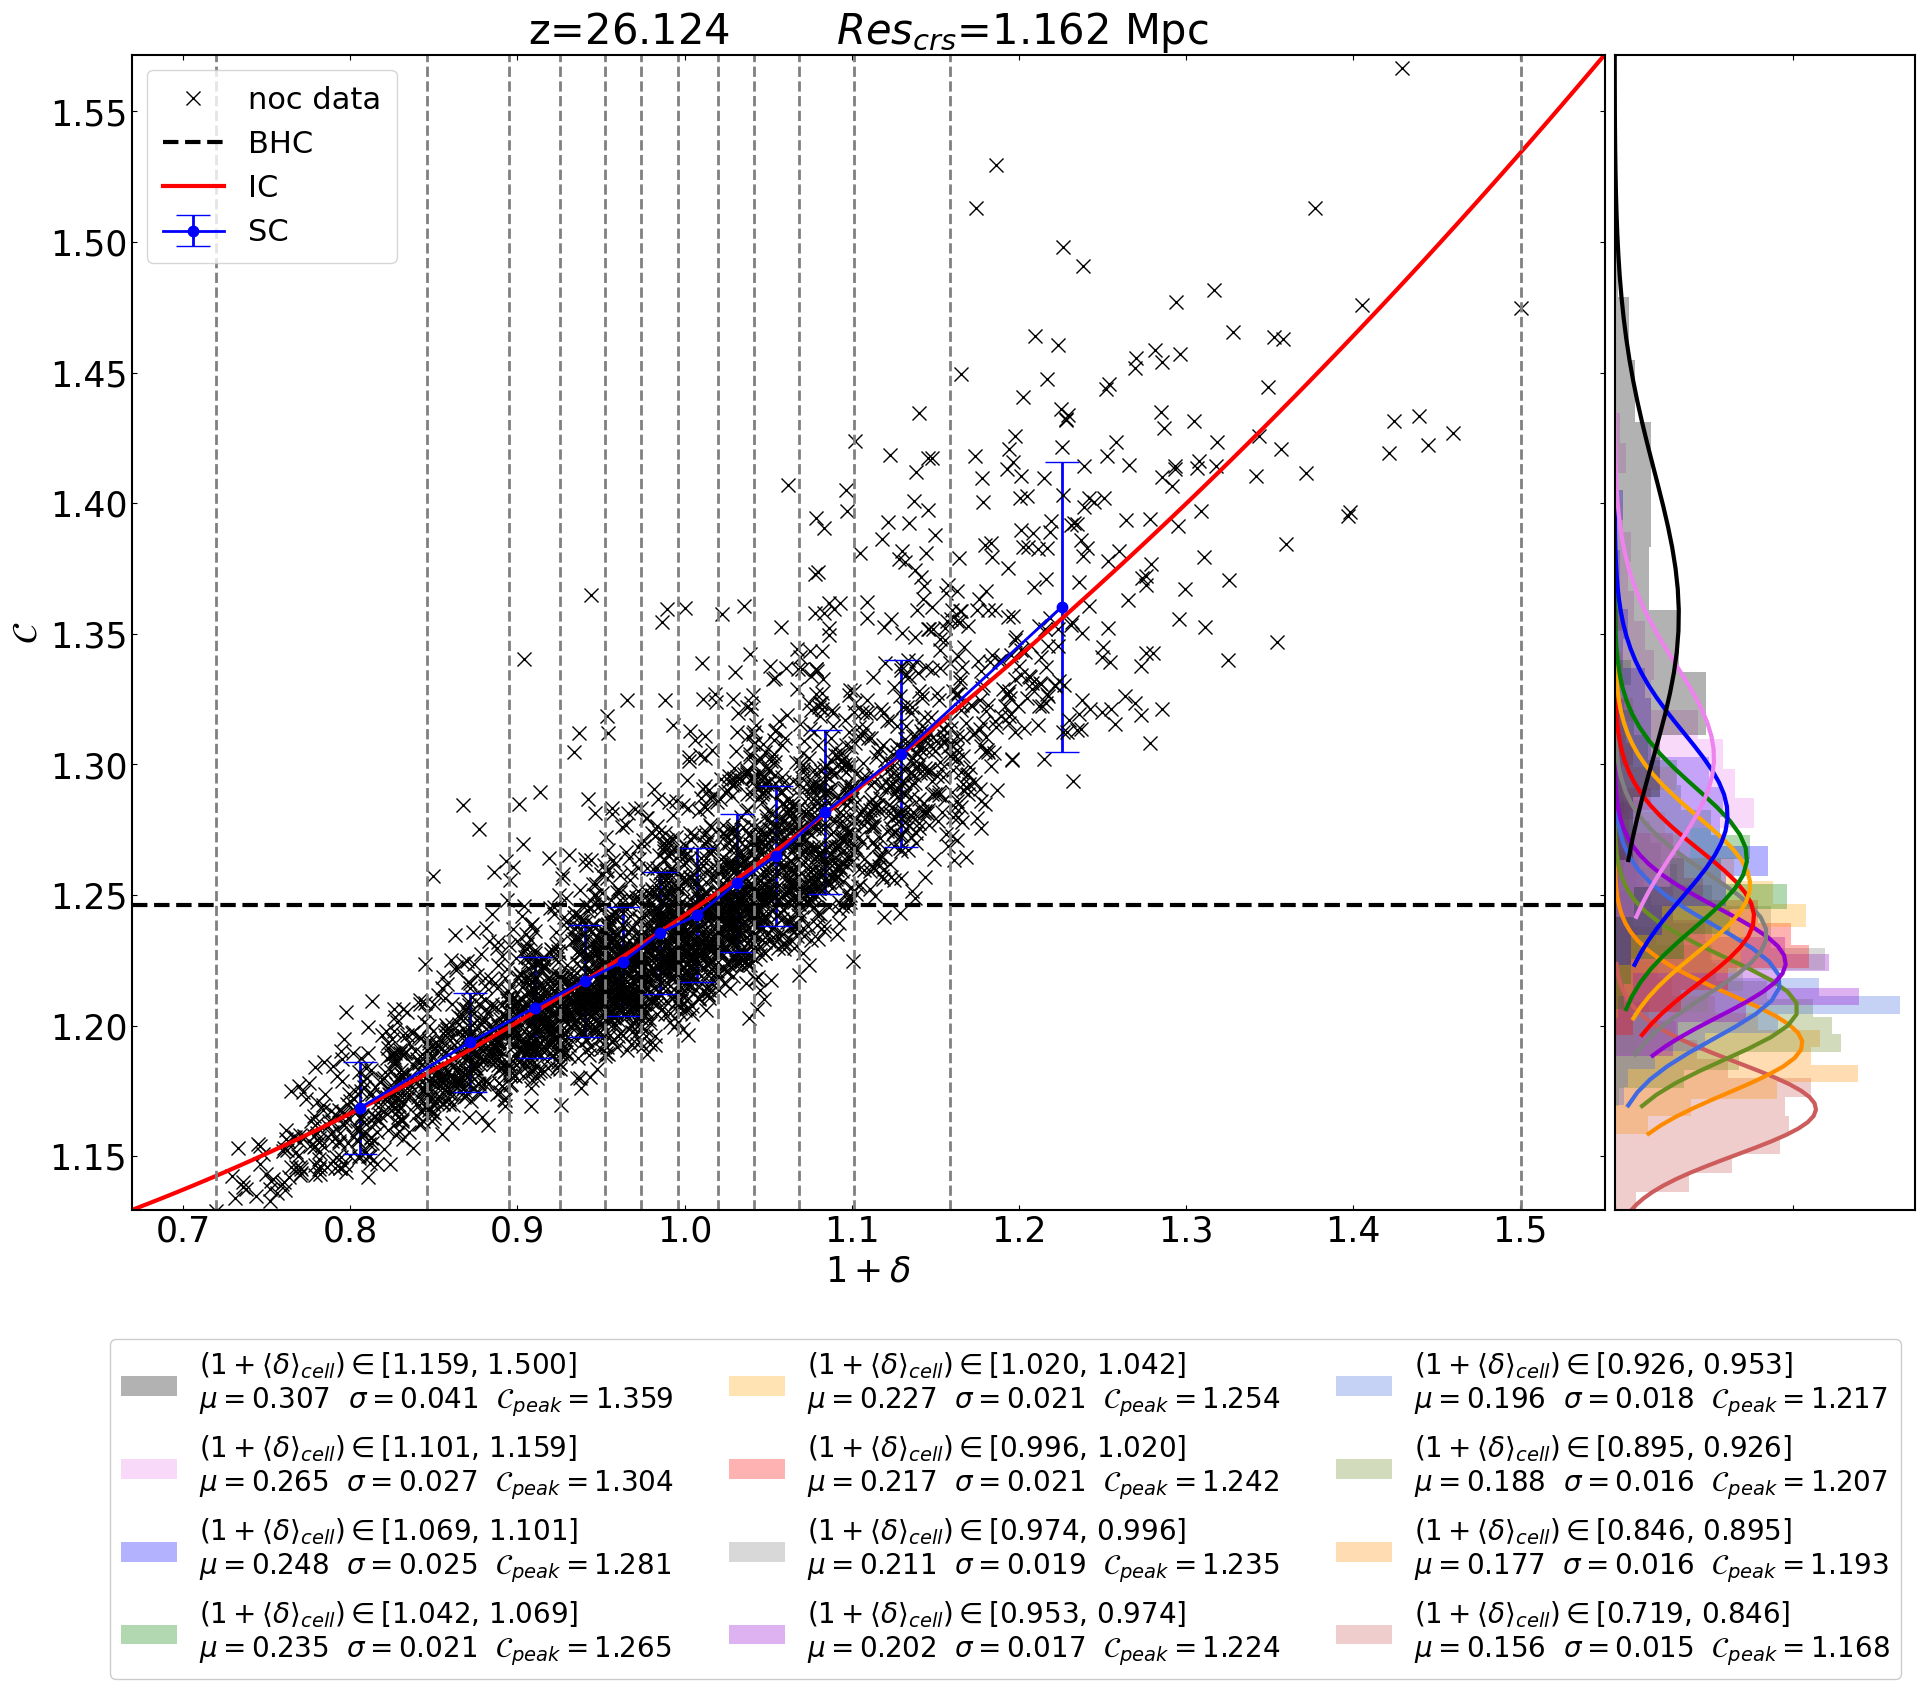 z=26.124 Res_crs=1.162 Mpc
noc data
BHC
IC
SC
1.55
1.50
1.45
1.40
1.35
1.30
1.25
1.20
1.15
𝒞
0.7 0.8 0.9 1.0 1.1 1.2 1.3 1.4 1.5
1 + δ
(1 + ⟨δ⟩_cell) ∈ [1.159, 1.500]
μ = 0.307 σ = 0.041 𝒞_peak = 1.359
(1 + ⟨δ⟩_cell) ∈ [1.101, 1.159]
μ = 0.265 σ = 0.027 𝒞_peak = 1.304
(1 + ⟨δ⟩_cell) ∈ [1.069, 1.101]
μ = 0.248 σ = 0.025 𝒞_peak = 1.281
(1 + ⟨δ⟩_cell) ∈ [1.042, 1.069]
μ = 0.235 σ = 0.021 𝒞_peak = 1.265
(1 + ⟨δ⟩_cell) ∈ [1.020, 1.042]
μ = 0.227 σ = 0.021 𝒞_peak = 1.254
(1 + ⟨δ⟩_cell) ∈ [0.996, 1.020]
μ = 0.217 σ = 0.021 𝒞_peak = 1.242
(1 + ⟨δ⟩_cell) ∈ [0.974, 0.996]
μ = 0.211 σ = 0.019 𝒞_peak = 1.235
(1 + ⟨δ⟩_cell) ∈ [0.953, 0.974]
μ = 0.202 σ = 0.017 𝒞_peak = 1.224
(1 + ⟨δ⟩_cell) ∈ [0.926, 0.953]
μ = 0.196 σ = 0.018 𝒞_peak = 1.217
(1 + ⟨δ⟩_cell) ∈ [0.895, 0.926]
μ = 0.188 σ = 0.016 𝒞_peak = 1.207
(1 + ⟨δ⟩_cell) ∈ [0.846, 0.895]
μ = 0.177 σ = 0.016 𝒞_peak = 1.193
(1 + ⟨δ⟩_cell) ∈ [0.719, 0.846]
μ = 0.156 σ = 0.015 𝒞_peak = 1.168